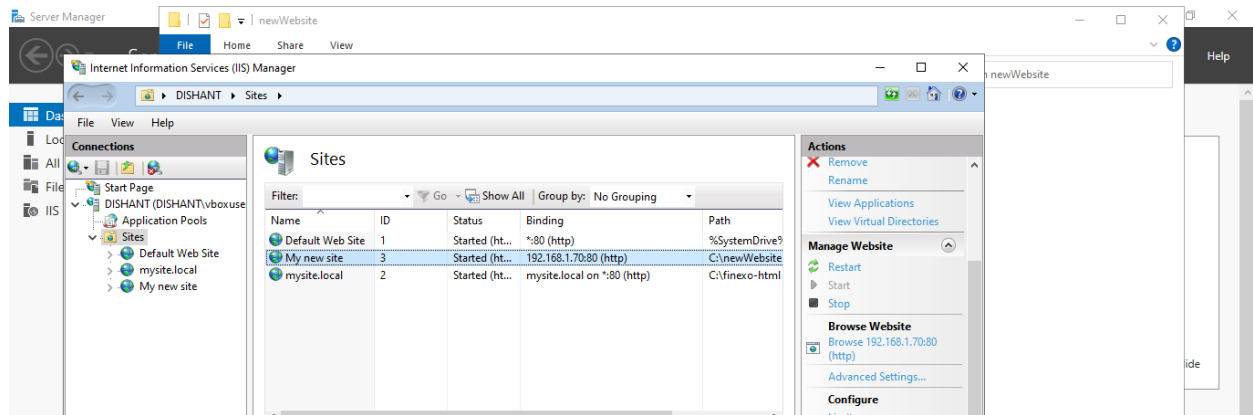 Server Manager
newWebsite
File Home Share View
Help
Internet Information Services (IIS) Manager
newWebsite
DISHANT Sites
File View Help
Connections
Start Page
DISHANT (DISHANT\vboxuse
Application Pools
Sites
Default Web Site
mysite.local
My new site
All
File
IIS
Sites
Filter: Go Show All Group by: No Grouping
Name ID Status Binding Path
Default Web Site 1 Started (ht... *:80 (http) %SystemDrive%
My new site 3 Started (ht... 192.168.1.70:80 (http) C:\newWebsite
mysite.local 2 Started (ht... mysite.local on *:80 (http) C:\finexo-html
Actions
Remove
Rename
View Applications
View Virtual Directories
Manage Website
Restart
Start
Stop
Browse Website
Browse 192.168.1.70:80
(http)
Advanced Settings...
Configure